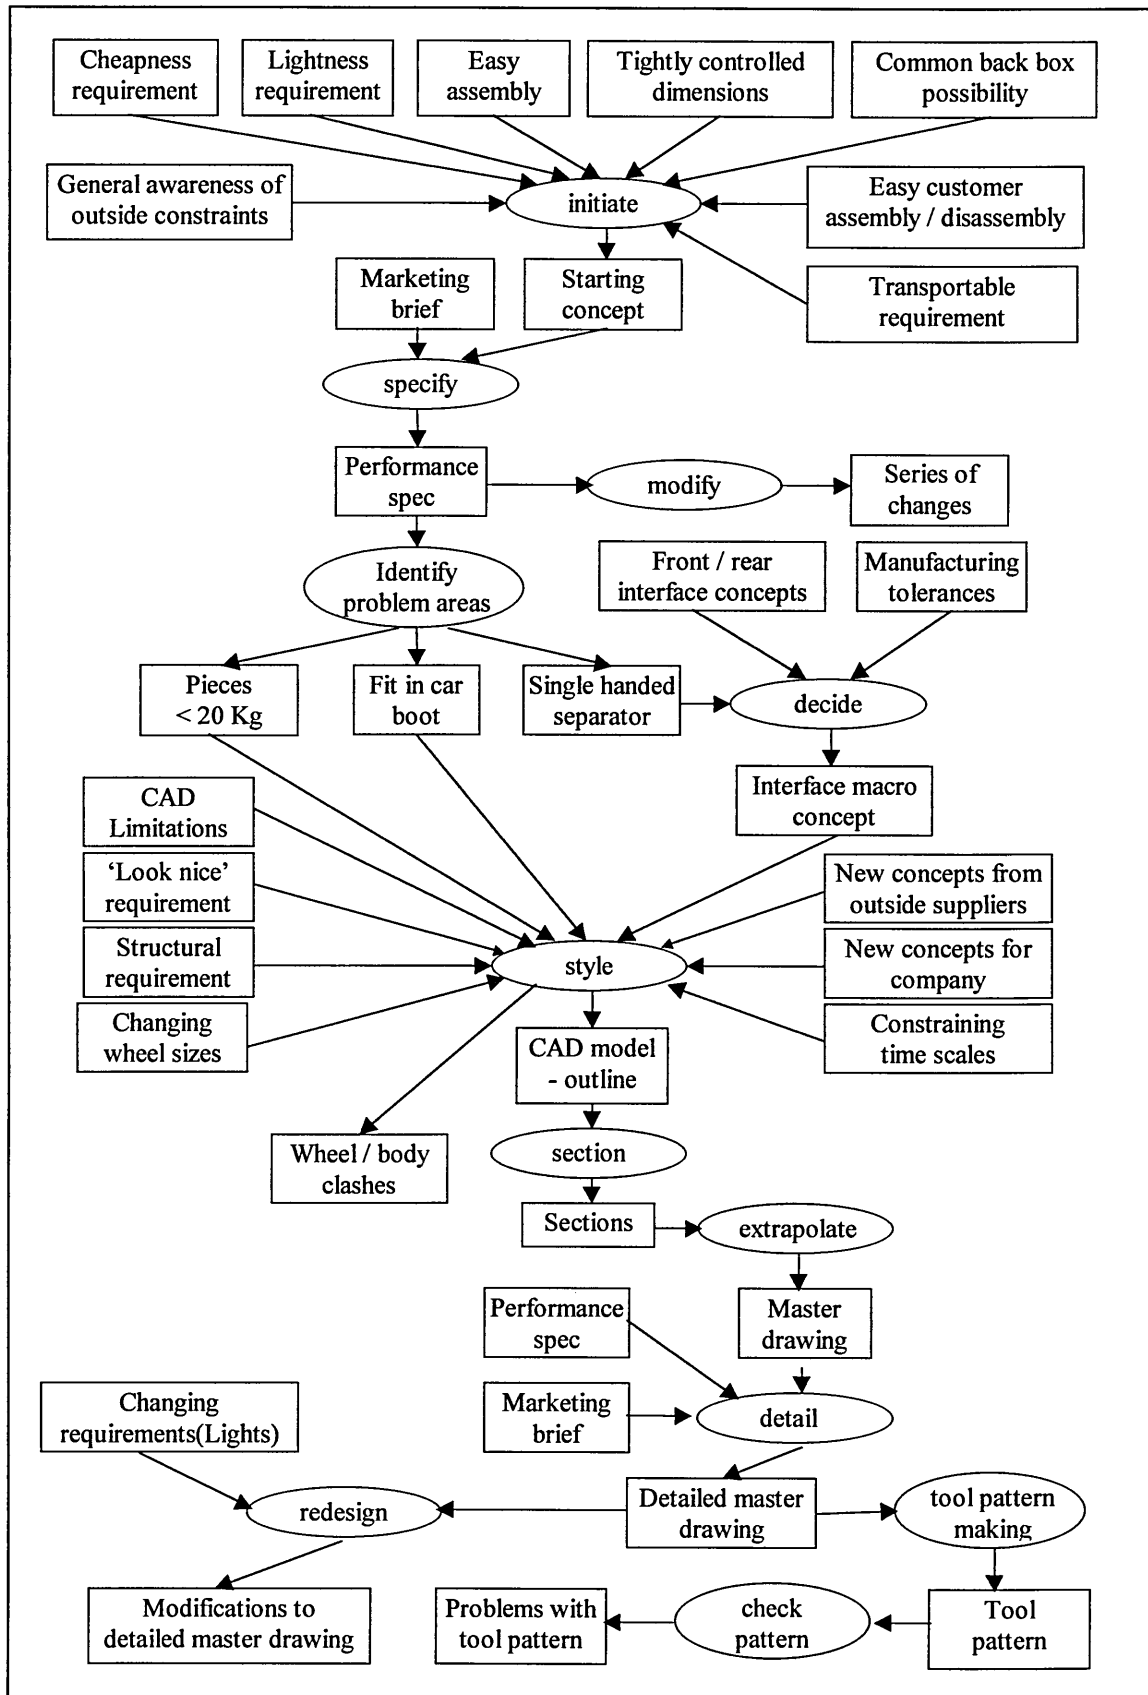 Cheapness
requirement
Lightness
requirement
Easy
assembly
Tightly controlled
dimensions
Common back box
possibility
General awareness of
outside constraints
initiate
Easy customer
assembly / disassembly
Marketing
brief
Starting
concept
Transportable
requirement
specify
Performance
spec
modify
Series of
changes
Identify
problem areas
Front / rear
interface concepts
Manufacturing
tolerances
Pieces
< 20 Kg
Fit in car
boot
Single handed
separator
decide
CAD
Limitations
Interface macro
concept
‘Look nice’
requirement
New concepts from
outside suppliers
Structural
requirement
style
New concepts for
company
Changing
wheel sizes
CAD model
- outline
Constraining
time scales
Wheel / body
clashes
section
Sections
extrapolate
Performance
spec
Master
drawing
Changing
requirements(Lights)
Marketing
brief
detail
redesign
Detailed master
drawing
tool pattern
making
Modifications to
detailed master drawing
Problems with
tool pattern
check
pattern
Tool
pattern